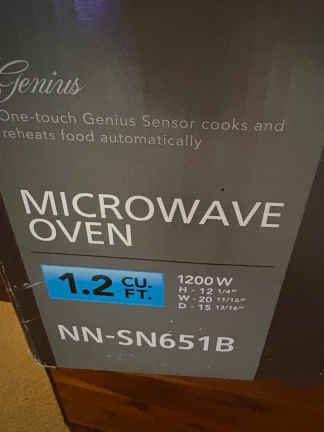 Genius
One-touch Genius Sensor cooks and
reheats food automatically
MICROWAVE
OVEN
1.2 CU. FT.
1200 W
H - 12 1/4"
W - 20 11/16"
D - 15 13/16"
NN-SN651B